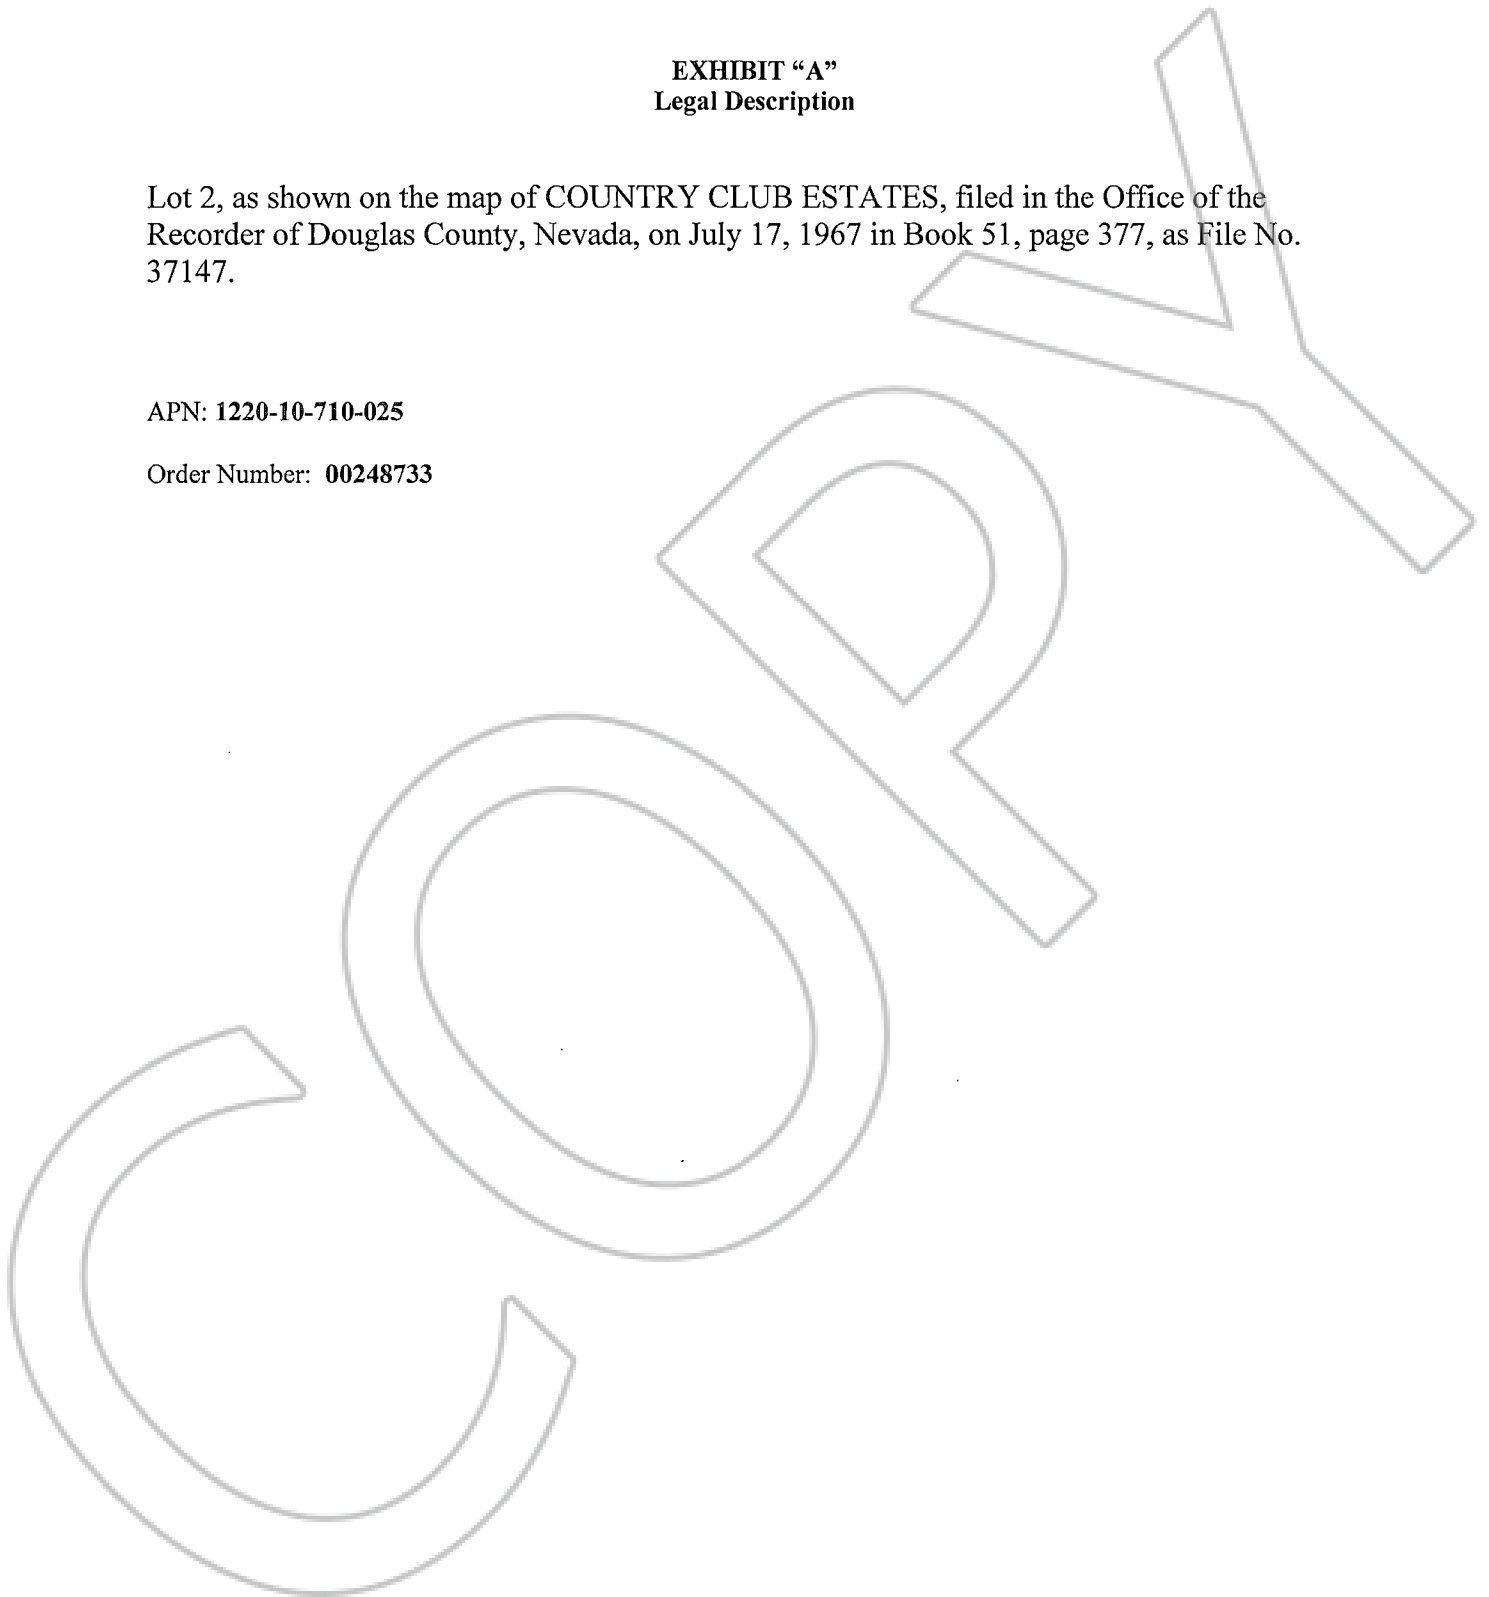 EXHIBIT “A”
Legal Description
Lot 2, as shown on the map of COUNTRY CLUB ESTATES, filed in the Office of the
Recorder of Douglas County, Nevada, on July 17, 1967 in Book 51, page 377, as File No.
37147.
APN: 1220-10-710-025
Order Number: 00248733
COPY